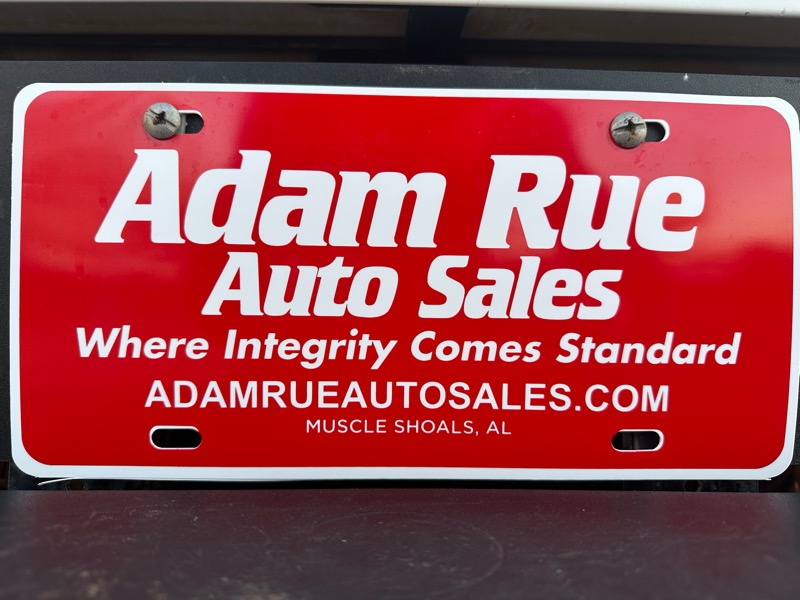 Adam Rue
Auto Sales
Where Integrity Comes Standard
ADAMRUEAUTOSALES.COM
MUSCLE SHOALS, AL